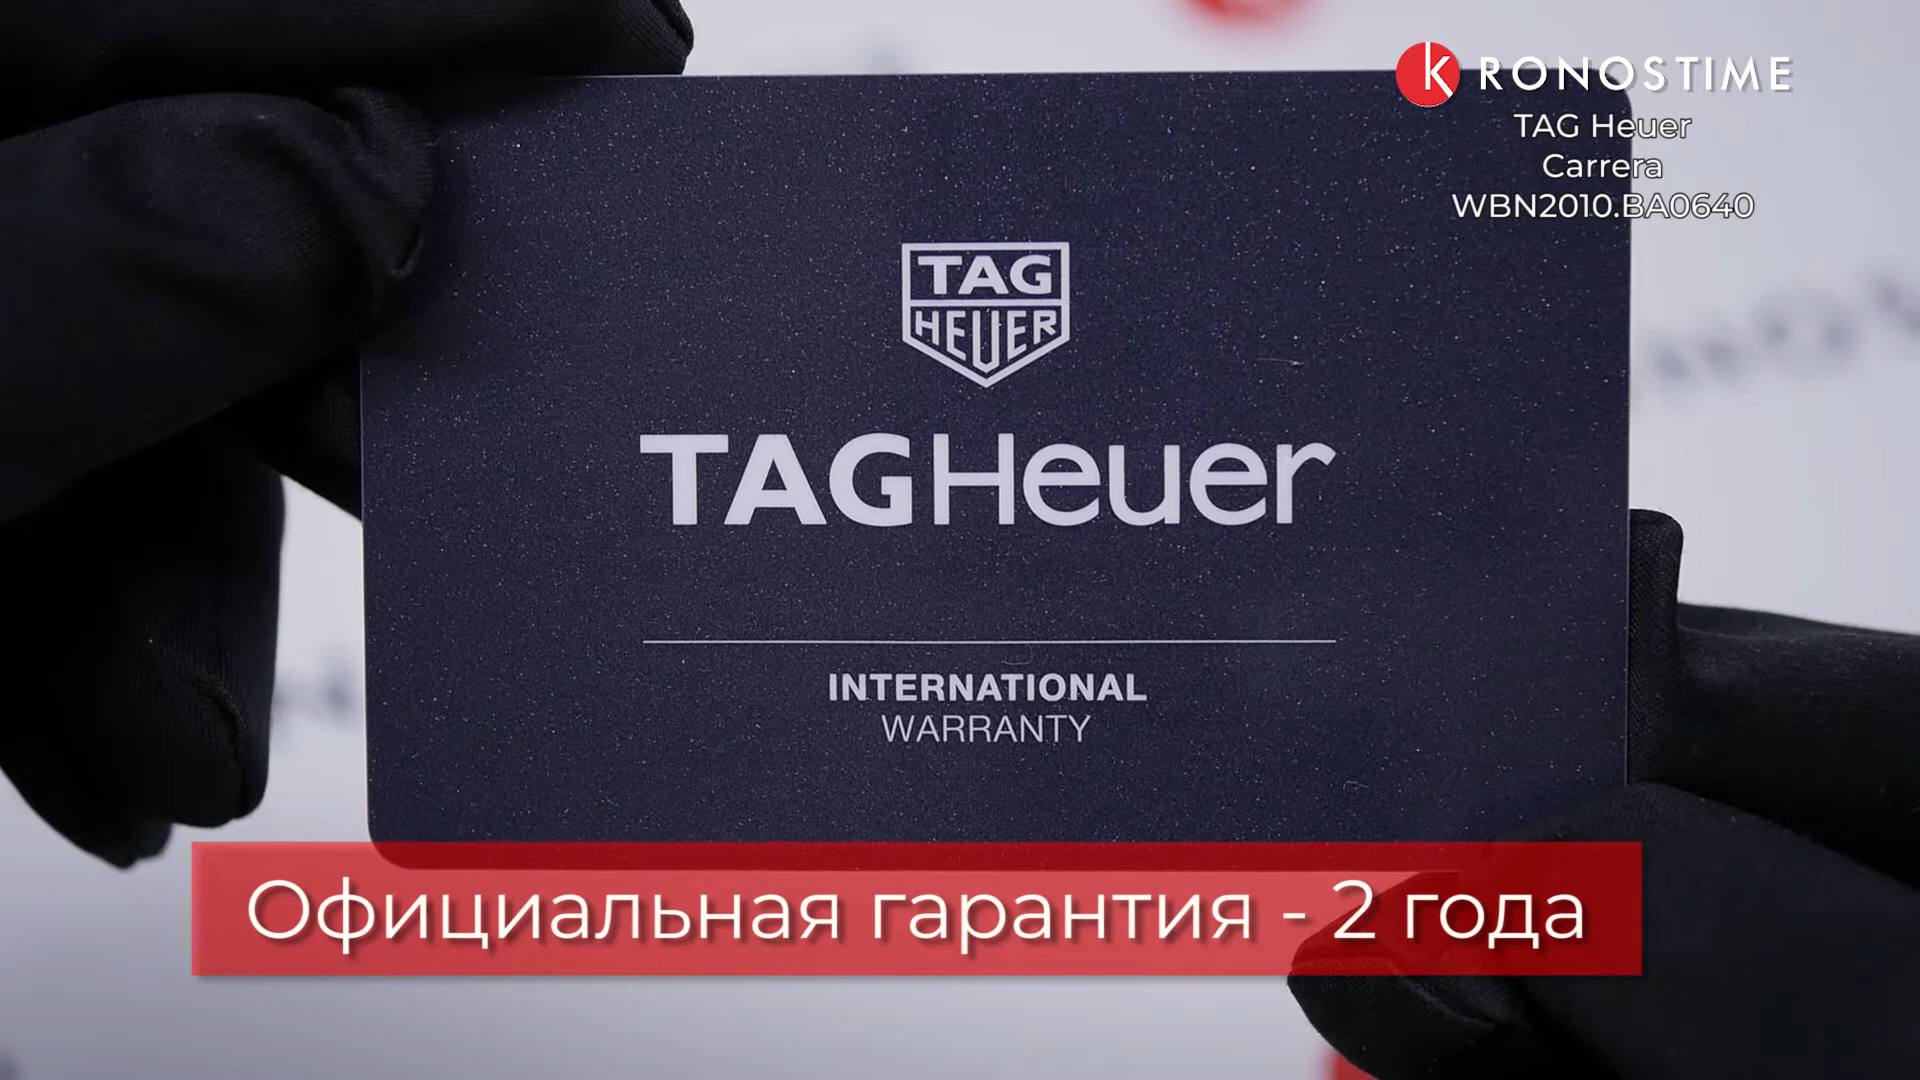 KRONOSTIME
TAG Heuer
Carrera
WBN2010.BA0640
TAG
HEUER
TAGHeuer
INTERNATIONAL
WARRANTY
Официальная гарантия - 2 года